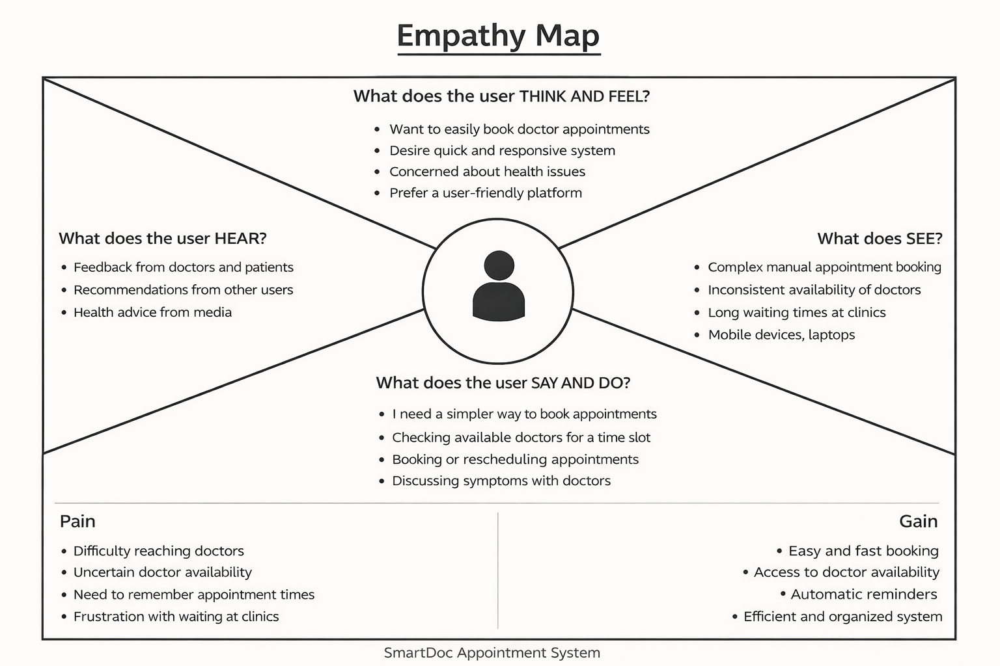 Empathy Map
What does the user THINK AND FEEL?
• Want to easily book doctor appointments
• Desire quick and responsive system
• Concerned about health issues
• Prefer a user-friendly platform
What does the user HEAR?
• Feedback from doctors and patients
• Recommendations from other users
• Health advice from media
What does SEE?
• Complex manual appointment booking
• Inconsistent availability of doctors
• Long waiting times at clinics
• Mobile devices, laptops
What does the user SAY AND DO?
• I need a simpler way to book appointments
• Checking available doctors for a time slot
• Booking or rescheduling appointments
• Discussing symptoms with doctors
Pain
• Difficulty reaching doctors
• Uncertain doctor availability
• Need to remember appointment times
• Frustration with waiting at clinics
Gain
• Easy and fast booking
• Access to doctor availability
• Automatic reminders
• Efficient and organized system
SmartDoc Appointment System